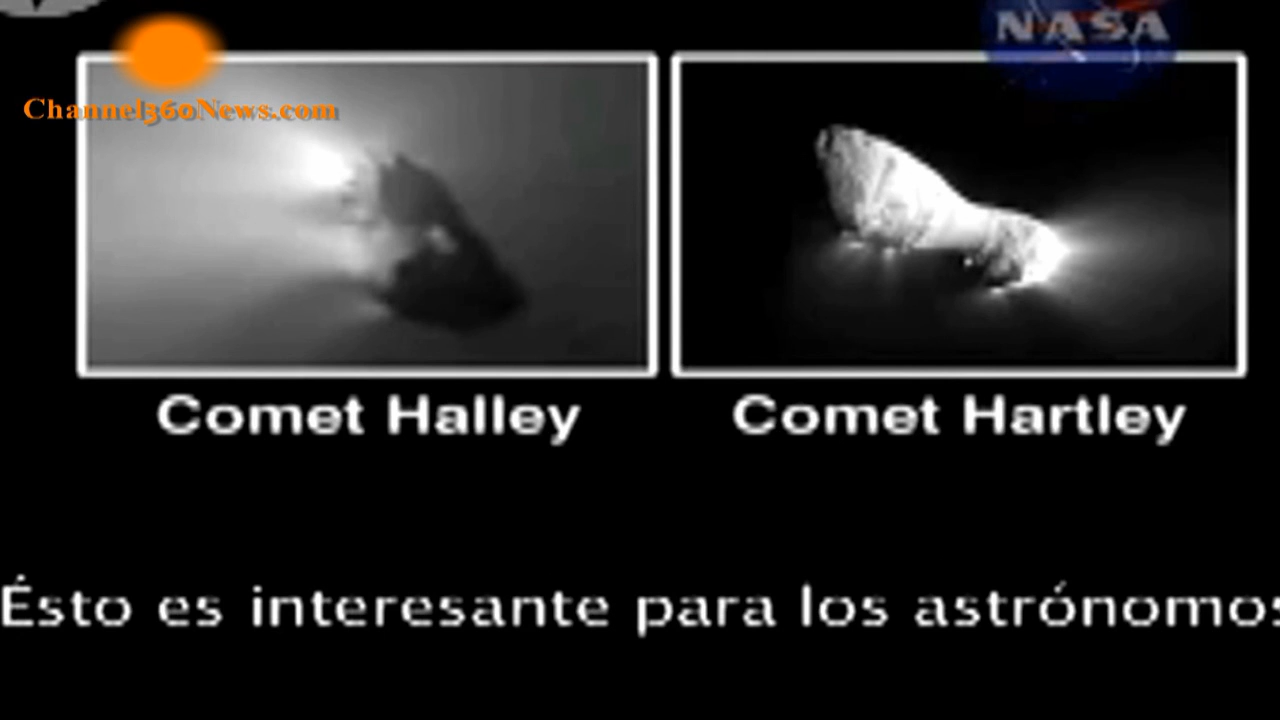 NASA
Channel360News.com
Comet Halley
Comet Hartley
Ésto es interesante para los astrónomos